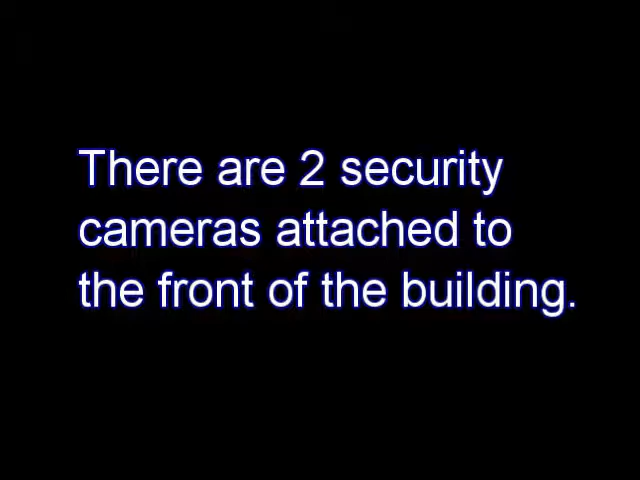 There are 2 security
cameras attached to
the front of the building.